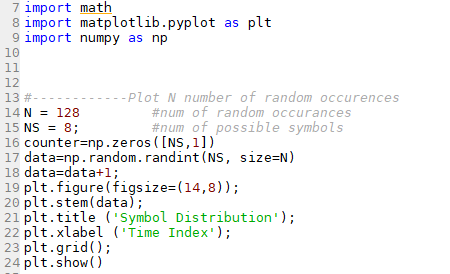 7 import math
8 import matplotlib.pyplot as plt
9 import numpy as np
10
11
12
13 #------------Plot N number of random occurences
14 N = 128         #num of random occurances
15 NS = 8;         #num of possible symbols
16 counter=np.zeros([NS,1])
17 data=np.random.randint(NS, size=N)
18 data=data+1;
19 plt.figure(figsize=(14,8));
20 plt.stem(data);
21 plt.title ('Symbol Distribution');
22 plt.xlabel ('Time Index');
23 plt.grid();
24 plt.show()